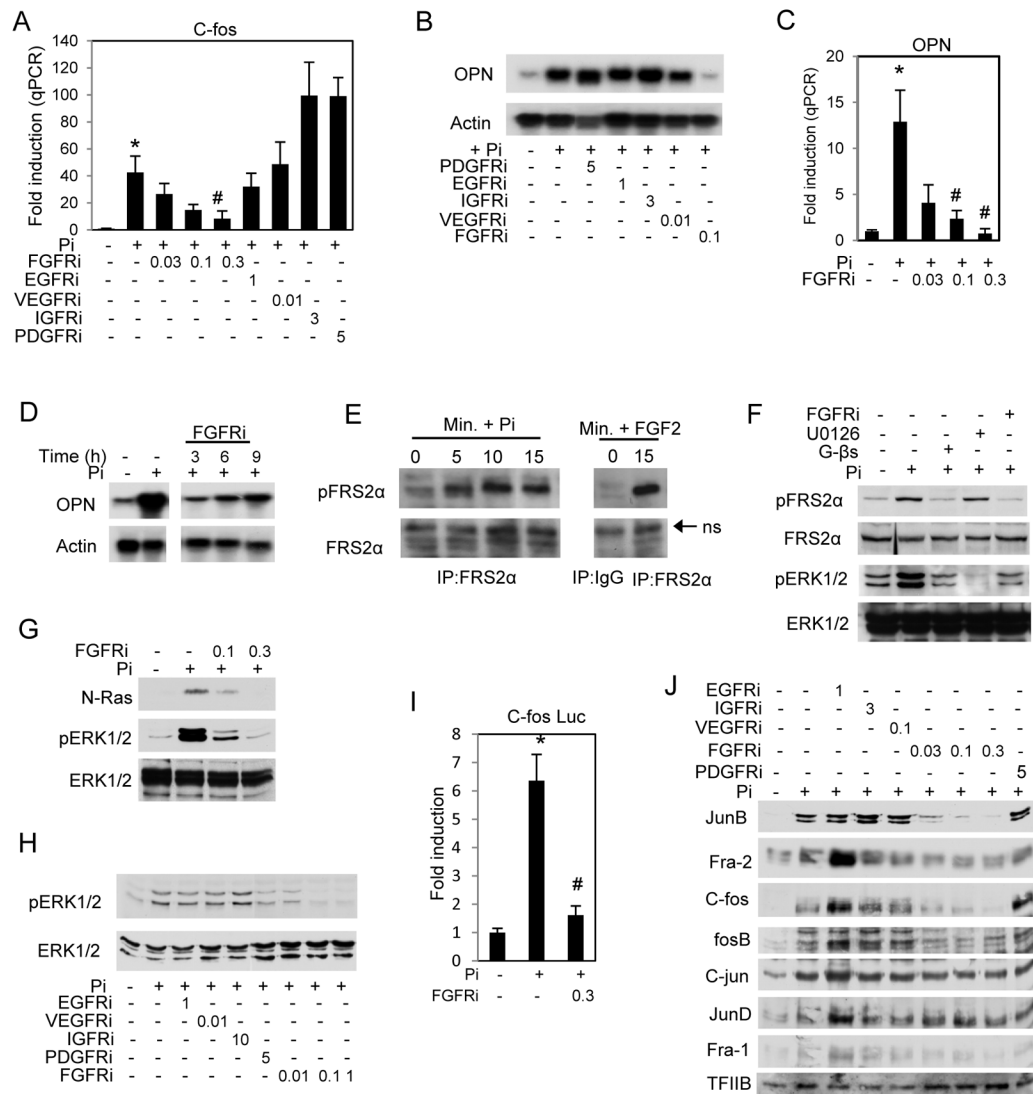 A
C-fos
Fold induction (qPCR)
140
120
100
80
60
40
20
0
*
#
Pi - + + + + + + + +
FGFRi - - 0.03 0.1 0.3 - - - -
EGFRi - - - - - 1 - - -
VEGFRi - - - - - - 0.01 - -
IGFRi - - - - - - - 3 -
PDGFRi - - - - - - - - 5
B
OPN
Actin
+ Pi - + + + + + +
PDGFRi - - 5 - - - -
EGFRi - - - 1 - - -
IGFRi - - - - 3 - -
VEGFRi - - - - - 0.01 -
FGFRi - - - - - - 0.1
C
OPN
Fold induction (qPCR)
20
15
10
5
0
*
#
#
Pi - + + + +
FGFRi - - 0.03 0.1 0.3
D
FGFRi
Time (h) - - 3 6 9
Pi - + + + +
OPN
Actin
E
Min. + Pi
0 5 10 15
Min. + FGF2
0 15
pFRS2α
FRS2α
ns
IP:FRS2α
IP:IgG IP:FRS2α
F
FGFRi - - - - +
U0126 - - - + -
G-βs - - + - -
Pi - + + + +
pFRS2α
FRS2α
pERK1/2
ERK1/2
G
FGFRi - - 0.1 0.3
Pi - + + +
N-Ras
pERK1/2
ERK1/2
H
pERK1/2
ERK1/2
Pi - + + + + + + + +
EGFRi - - 1 - - - - - -
VEGFRi - - - 0.01 - - - - -
IGFRi - - - - 10 - - - -
PDGFRi - - - - - 5 - - -
FGFRi - - - - - - 0.01 0.1 1
I
C-fos Luc
Fold induction
8
7
6
5
4
3
2
1
0
*
#
Pi - + +
FGFRi - - 0.3
J
EGFRi - - 1 - - - - - -
IGFRi - - - 3 - - - - -
VEGFRi - - - - 0.1 - - - -
FGFRi - - - - - 0.03 0.1 0.3 -
PDGFRi - - - - - - - - 5
Pi - + + + + + + + +
JunB
Fra-2
C-fos
fosB
C-jun
JunD
Fra-1
TFIIB